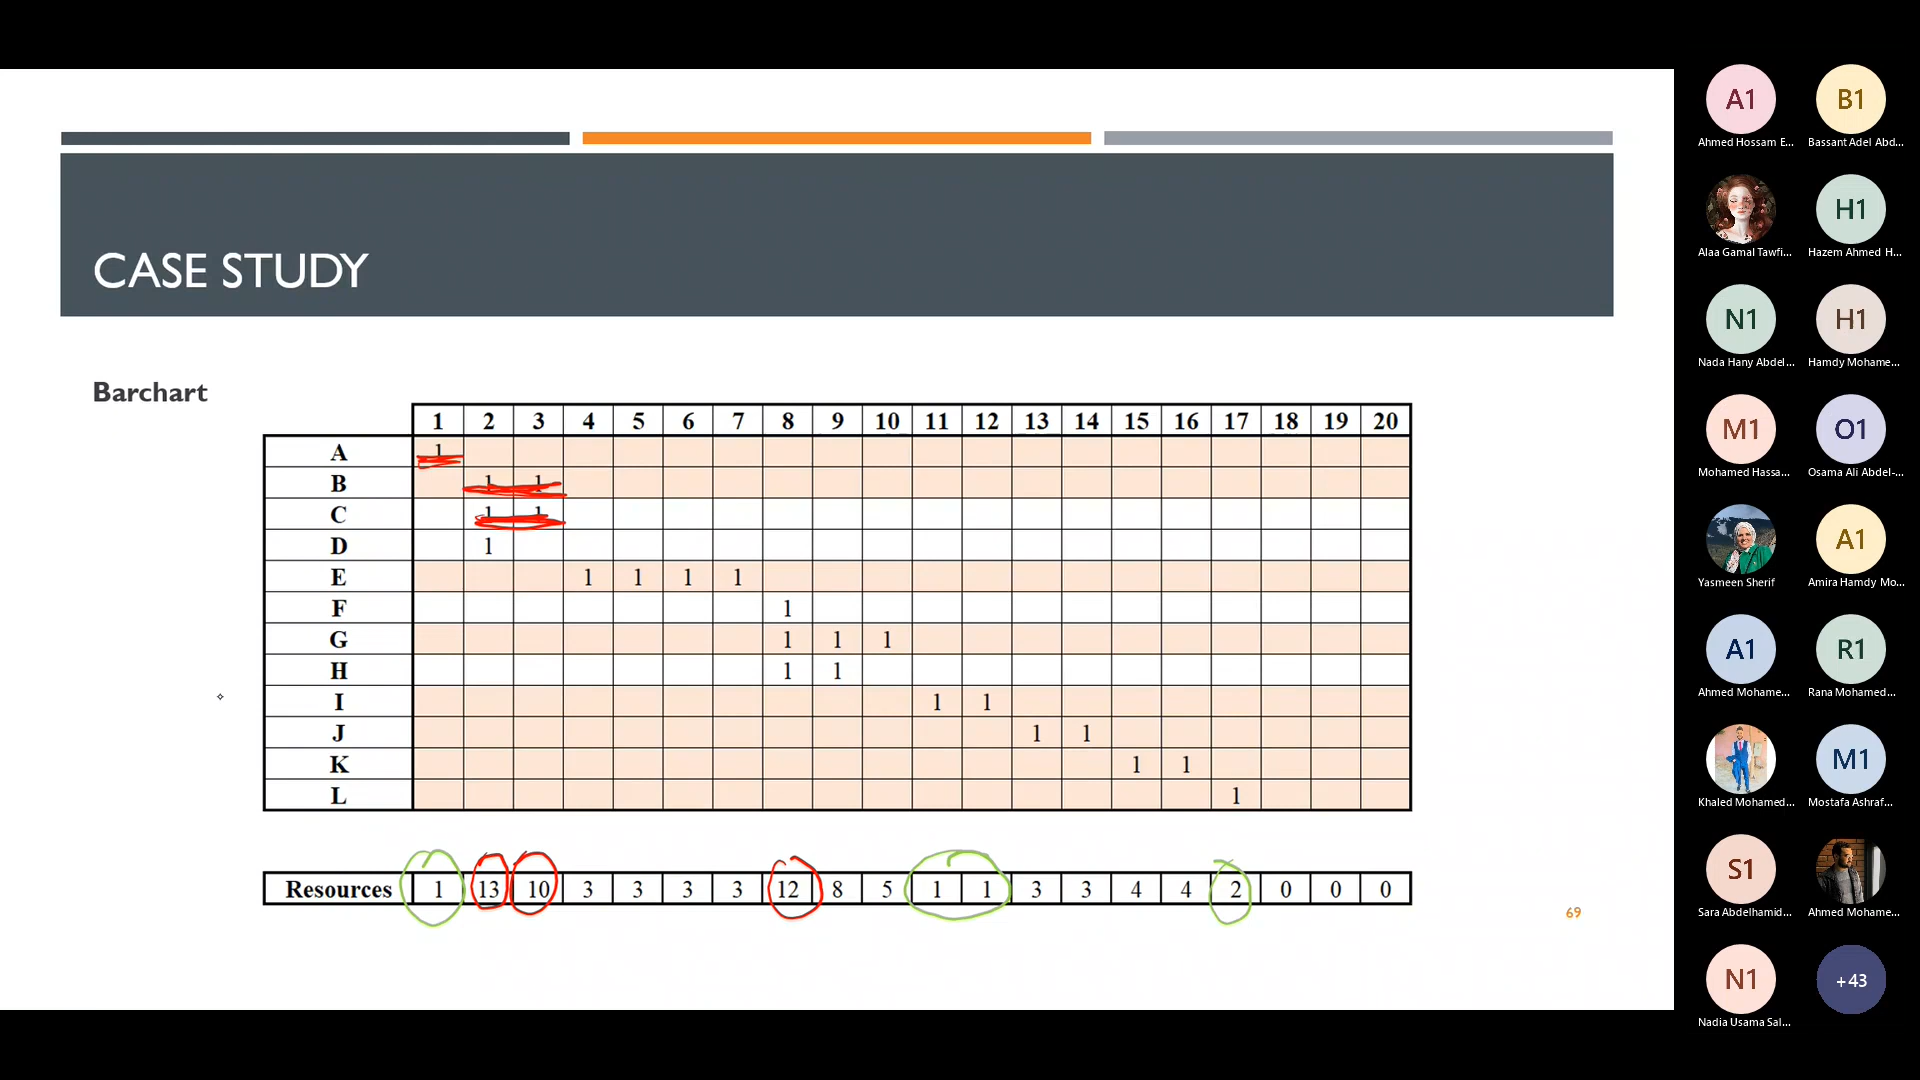 CASE STUDY
Barchart
1 2 3 4 5 6 7 8 9 10 11 12 13 14 15 16 17 18 19 20
A 1
B 1 1
C 1 1
D 1
E 1 1 1 1
F 1
G 1 1 1
H 1 1
I 1 1
J 1 1
K 1 1
L 1
Resources 1 13 10 3 3 3 3 12 8 5 1 1 3 3 4 4 2 0 0 0
69
A1 B1
Ahmed Hossam E... Bassant Adel Abd...
H1
Alaa Gamal Tawfi... Hazem Ahmed H...
N1 H1
Nada Hany Abdel... Hamdy Mohame...
M1 O1
Mohamed Hassa... Osama Ali Abdel-...
A1
Yasmeen Sherif Amira Hamdy Mo...
A1 R1
Ahmed Mohame... Rana Mohamed...
M1
Khaled Mohamed... Mostafa Ashraf...
S1
Sara Abdelhamid... Ahmed Mohame...
N1 +43
Nadia Usama Sal...